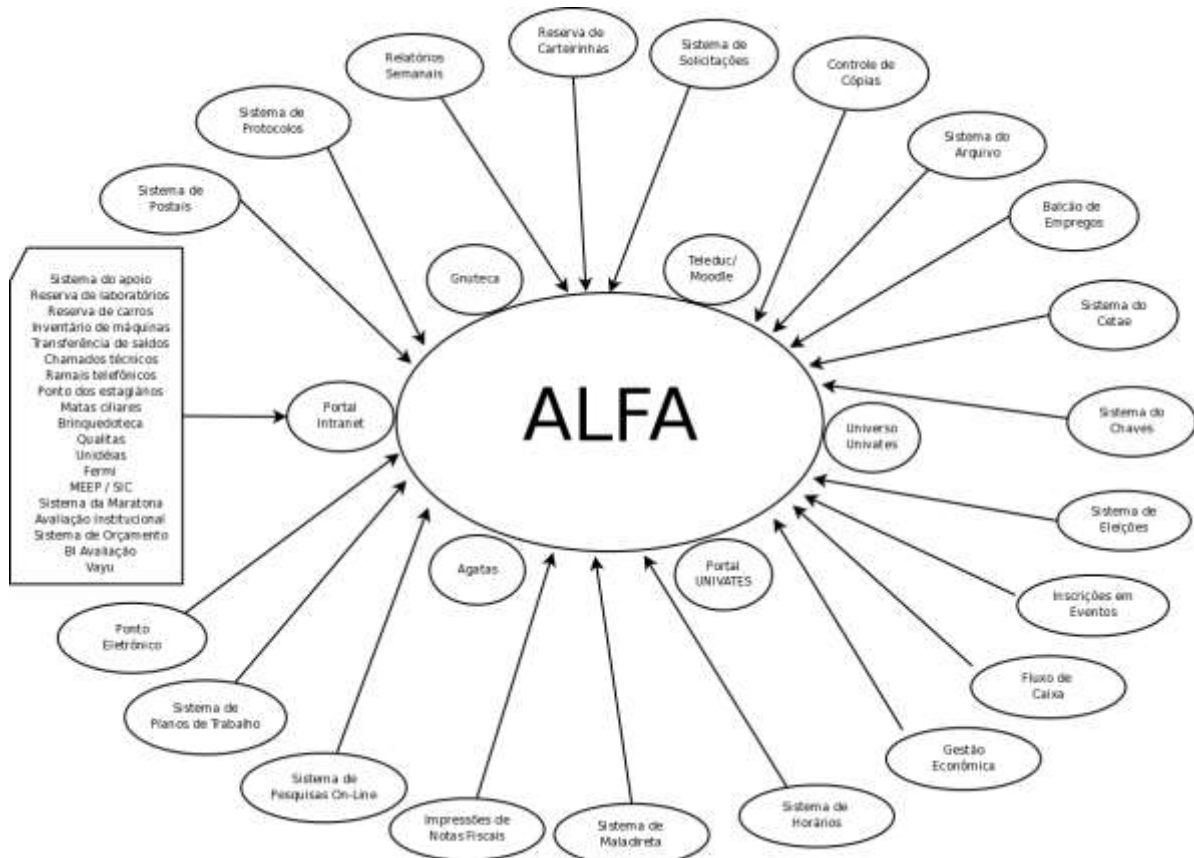 Reserva de
Carteirinhas
Sistema de
Solicitações
Relatórios
Semanais
Controle de
Cópias
Sistema de
Protocolos
Sistema do
Arquivo
Sistema de
Postais
Balcão de
Empregos
Gnuteca
Teleduc/
Moodle
Sistema do apoio
Reserva de laboratórios
Reserva de carros
Inventário de máquinas
Transferência de saldos
Chamados técnicos
Ramais telefônicos
Ponto dos estagiários
Matas ciliares
Brinquedoteca
Qualitas
Unidéias
Fermi
MEEP / SIC
Sistema da Maratona
Avaliação Institucional
Sistema de Orçamento
BI Avaliação
Vayu
Sistema do
Cetae
Portal
Intranet
ALFA
Universo
Univates
Sistema do
Chaves
Sistema de
Eleições
Agatas
Portal
UNIVATES
Inscrições em
Eventos
Ponto
Eletrônico
Fluxo de
Caixa
Sistema de
Planos de Trabalho
Gestão
Econômica
Sistema de
Pesquisas On-Line
Impressões de
Notas Fiscais
Sistema de
Maladireta
Sistema de
Horários